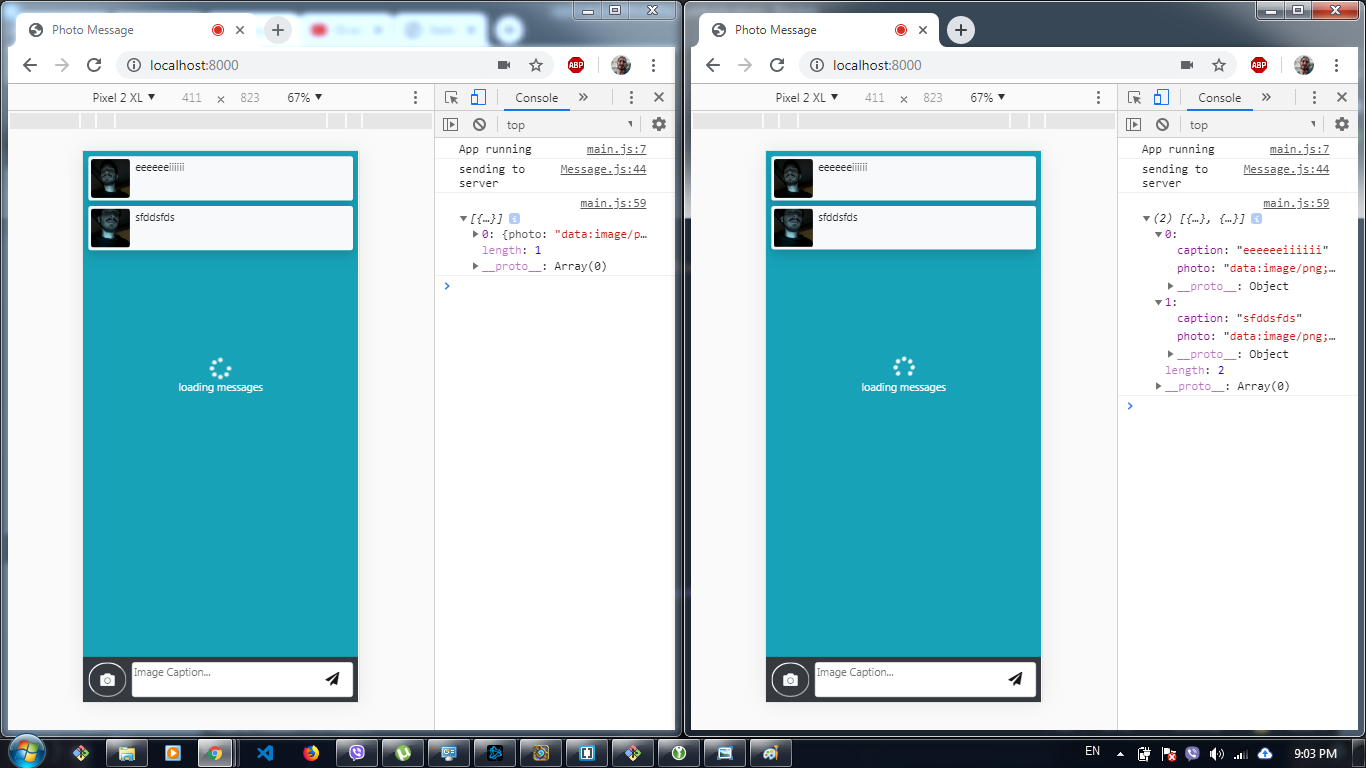 Photo Message
localhost:8000
ABP
Pixel 2 XL ▼ 411 × 823 67% ▼
Console »
top ▼
eeeeeeiiiiiii
sfddsfds
loading messages
Image Caption...
App running main.js:7
sending to server Message.js:44
main.js:59
▼[{…}] i
▶0: {photo: "data:image/p…
length: 1
▶__proto__: Array(0)
>
Photo Message
localhost:8000
ABP
Pixel 2 XL ▼ 411 × 823 67% ▼
Console »
top ▼
eeeeeeiiiiiii
sfddsfds
loading messages
Image Caption...
App running main.js:7
sending to server Message.js:44
main.js:59
▼(2) [{…}, {…}] i
▼0:
caption: "eeeeeeiiiiiii"
photo: "data:image/png;…
▶__proto__: Object
▼1:
caption: "sfddsfds"
photo: "data:image/png;…
▶__proto__: Object
length: 2
▶__proto__: Array(0)
>
EN 9:03 PM